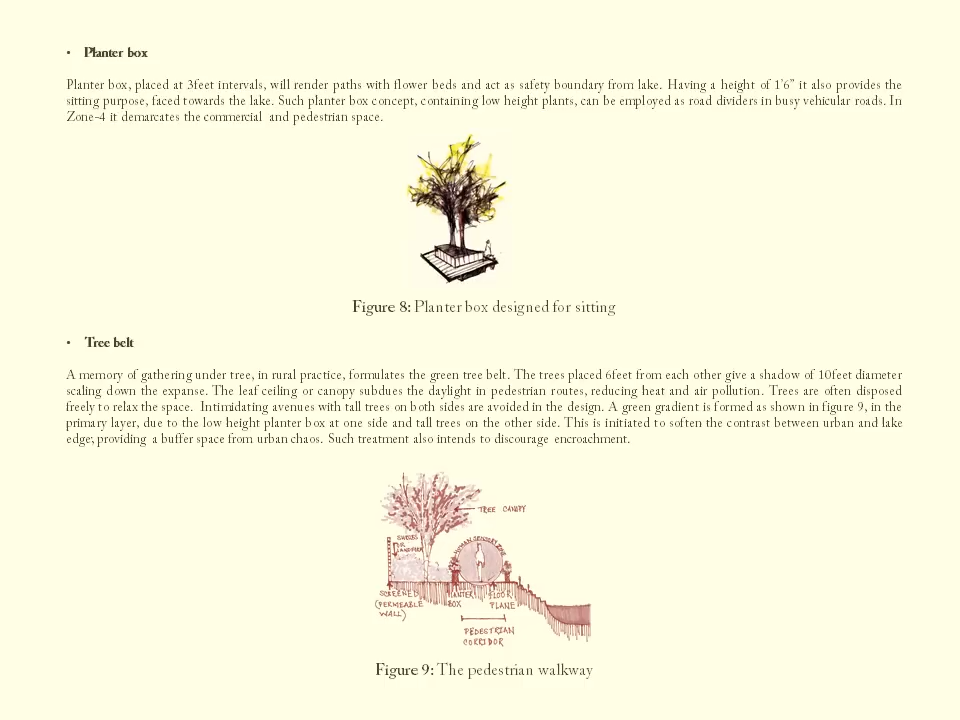 • Planter box
Planter box, placed at 3feet intervals, will render paths with flower beds and act as safety boundary from lake. Having a height of 1’6” it also provides the
sitting purpose, faced towards the lake. Such planter box concept, containing low height plants, can be employed as road dividers in busy vehicular roads. In
Zone-4 it demarcates the commercial and pedestrian space.
Figure 8: Planter box designed for sitting
• Tree belt
A memory of gathering under tree, in rural practice, formulates the green tree belt. The trees placed 6feet from each other give a shadow of 10feet diameter
scaling down the expanse. The leaf ceiling or canopy subdues the daylight in pedestrian routes, reducing heat and air pollution. Trees are often disposed
freely to relax the space. Intimidating avenues with tall trees on both sides are avoided in the design. A green gradient is formed as shown in figure 9, in the
primary layer, due to the low height planter box at one side and tall trees on the other side. This is initiated to soften the contrast between urban and lake
edge; providing a buffer space from urban chaos. Such treatment also intends to discourage encroachment.
TREE CANOPY
SHRUBS
OR
HUMAN SENSORY ZONE
SCREENED
(PERMEABLE
WALL)
PLANTER
BOX
FLOOR
PLANE
PEDESTRIAN
CORRIDOR
Figure 9: The pedestrian walkway